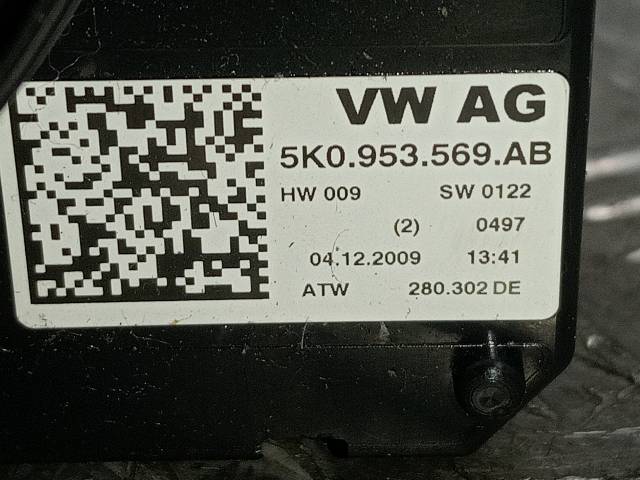 VW AG
5K0.953.569.AB
HW 009 SW 0122
(2) 0497
04.12.2009 13:41
ATW 280.302 DE